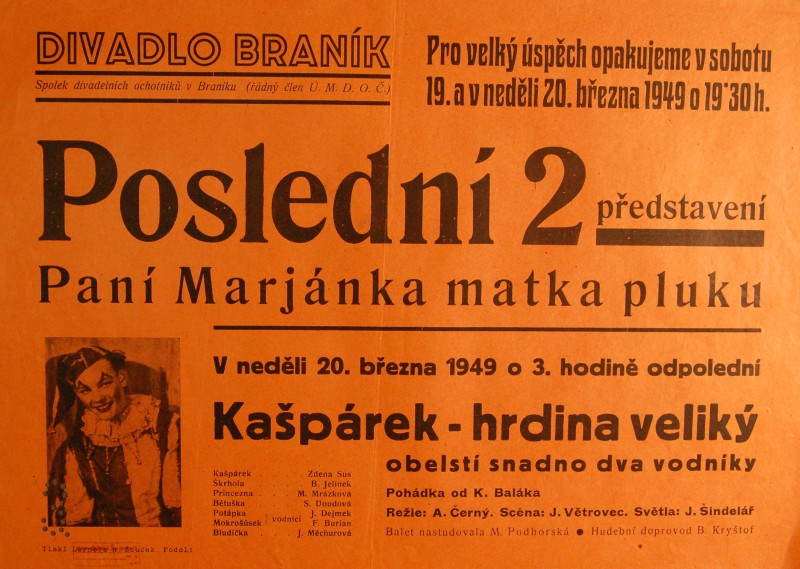 DIVADLO BRANÍK
Spolek divadelních ochotníků v Braníku (řádný člen Ú. M. D. O. Č.)
Pro velký úspěch opakujeme v sobotu
19. a v neděli 20. března 1949 o 19·30 h.
Poslední 2 představení
Paní Marjánka matka pluku
V neděli 20. března 1949 o 3. hodině odpolední
Kašpárek - hrdina veliký
obelstí snadno dva vodníky
Kašpárek . Zdena Sus
Škrhola . B. Jelínek
Princezna . M. Mrázková
Bětuška . S. Doudová
Potápka . J. Dejmek
Mokrošúsek vodníci . F. Burian
Bludička . J. Měchurová
Pohádka od K. Baláka
Režie: A. Černý. Scéna: J. Větrovec. Světla: J. Šindelář
Balet nastudovala M. Podhorská ● Hudební doprovod B. Kryštof
Tiskl Souček Podolí